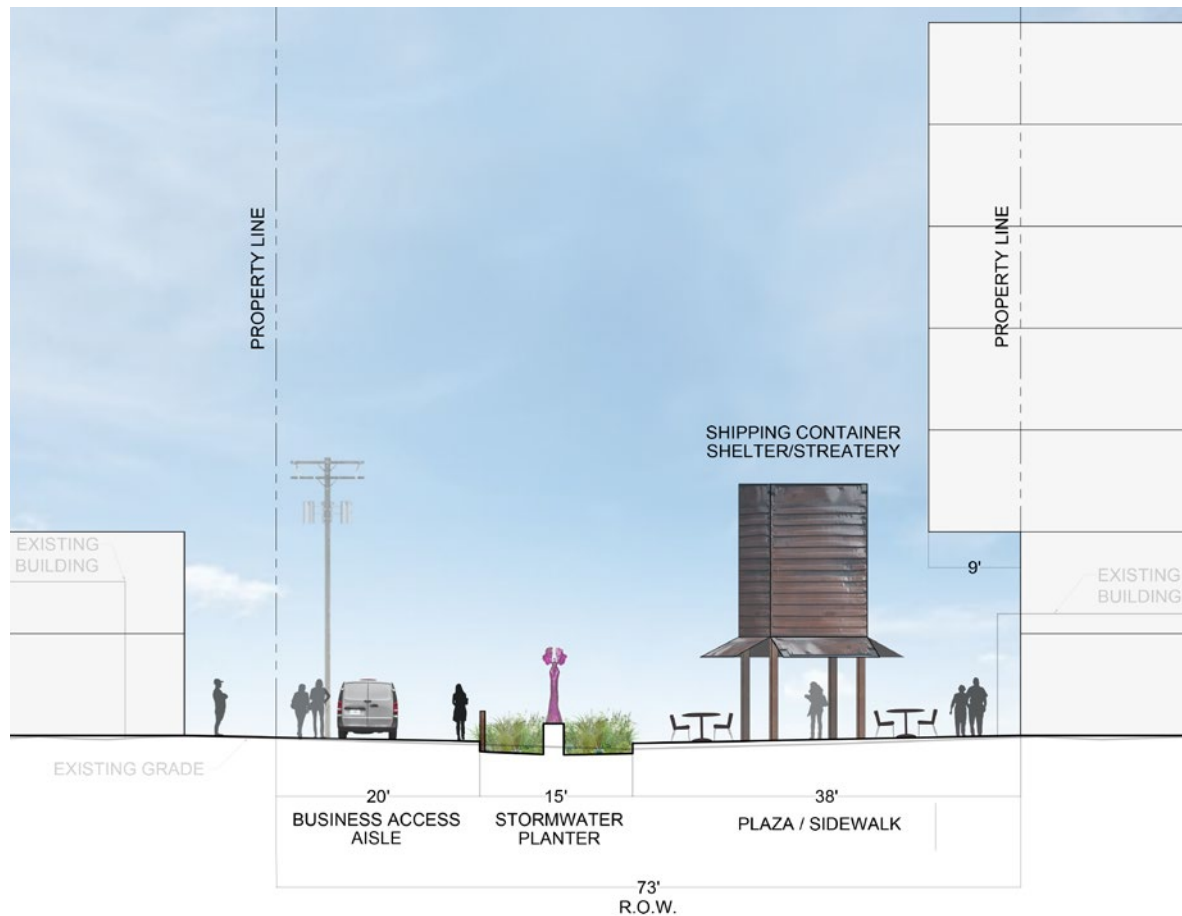 PROPERTY LINE
PROPERTY LINE
SHIPPING CONTAINER
SHELTER/STREATERY
EXISTING
BUILDING
9'
EXISTING
BUILDING
EXISTING GRADE
20'
BUSINESS ACCESS
AISLE
15'
STORMWATER
PLANTER
38'
PLAZA / SIDEWALK
73'
R.O.W.